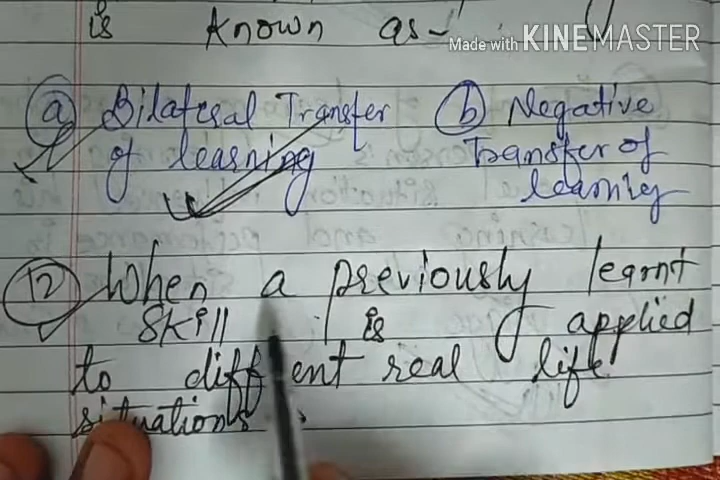 is known as-
Made with KINEMASTER
(a) Bilateral Transfer (b) Negative
of learning Transfer of
learning
(12) When a previously learnt
skill is applied
to different real life
situations.